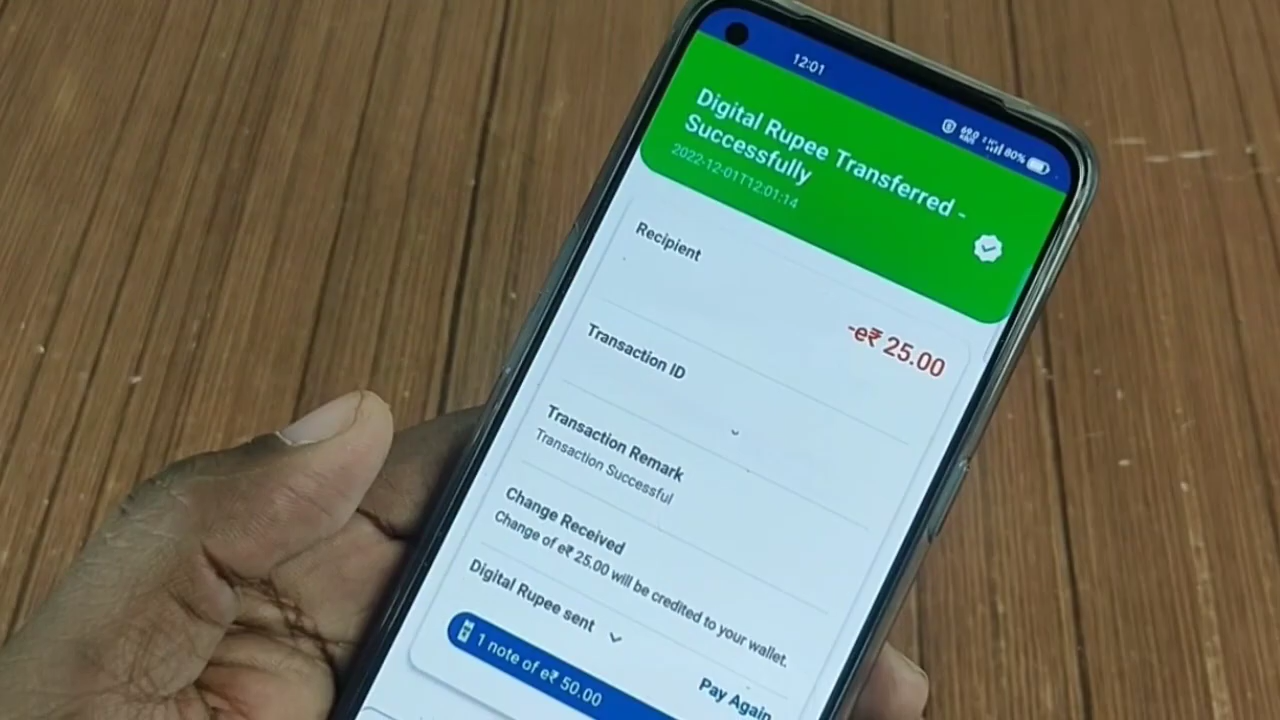 12:01
80%
Digital Rupee Transferred -
Successfully
2022-12-01T12:01:14
Recipient
-e₹ 25.00
Transaction ID
Transaction Remark
Transaction Successful
Change Received
Change of e₹ 25.00 will be credited to your wallet.
Digital Rupee sent
1 note of e₹ 50.00
Pay Again